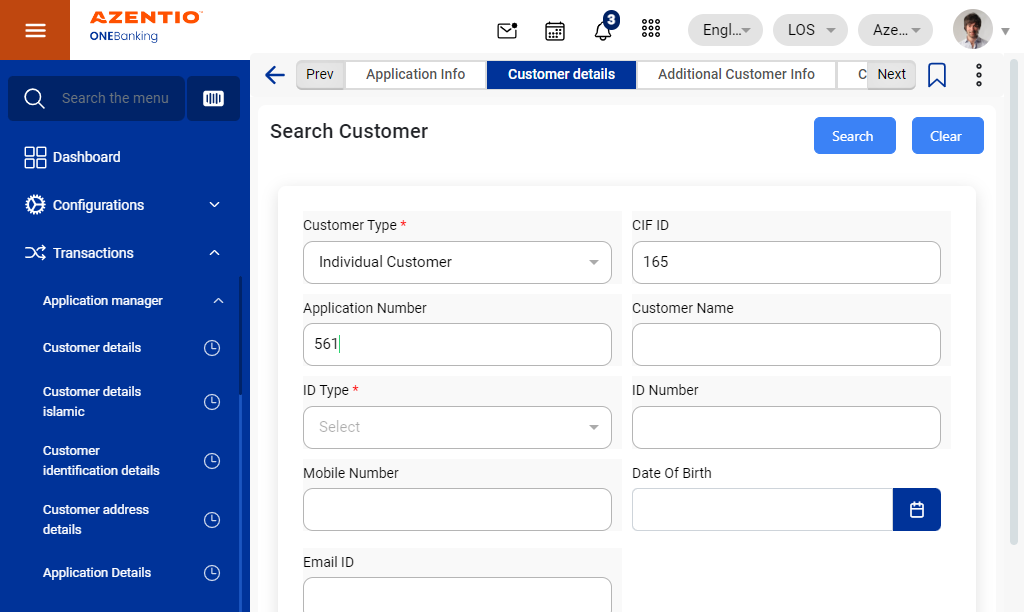 AZENTIO
ONEBanking
3
Engl...
LOS
Aze...
Search the menu
Dashboard
Configurations
Transactions
Application manager
Customer details
Customer details
islamic
Customer
identification details
Customer address
details
Application Details
Prev
Application Info
Customer details
Additional Customer Info
C
Next
Search Customer
Search
Clear
Customer Type *
Individual Customer
CIF ID
165
Application Number
561
Customer Name
ID Type *
Select
ID Number
Mobile Number
Date Of Birth
Email ID